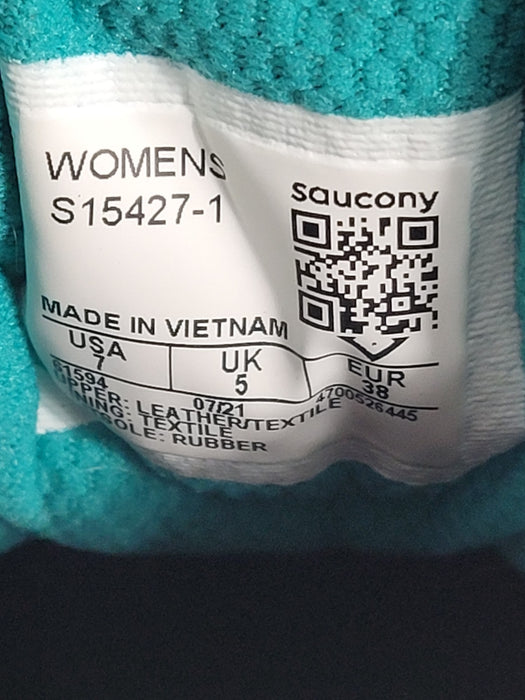 WOMENS
S15427-1
saucony
MADE IN VIETNAM
USA UK EUR
7 5 38
S1594 07/21 4700526445
UPPER: LEATHER/TEXTILE
LINING: TEXTILE
SOLE: RUBBER